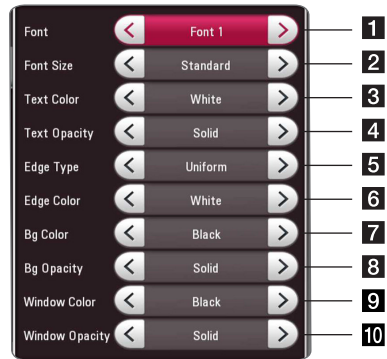 Font < Font 1 > 1
Font Size < Standard > 2
Text Color < White > 3
Text Opacity < Solid > 4
Edge Type < Uniform > 5
Edge Color < White > 6
Bg Color < Black > 7
Bg Opacity < Solid > 8
Window Color < Black > 9
Window Opacity < Solid > 10